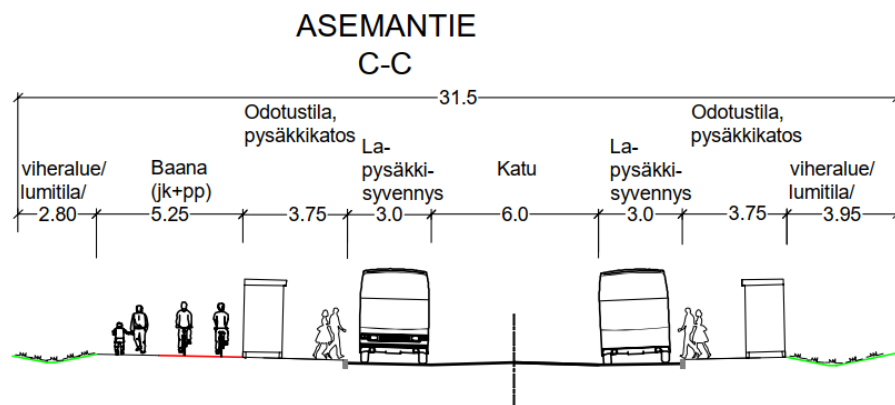 ASEMANTIE
C-C
31.5
Odotustila,
pysäkkikatos
Odotustila,
pysäkkikatos
viheralue/
lumitila/
Baana
(jk+pp)
La-
pysäkki-
syvennys
Katu
La-
pysäkki-
syvennys
viheralue/
lumitila/
2.80 5.25 3.75 3.0 6.0 3.0 3.75 3.95